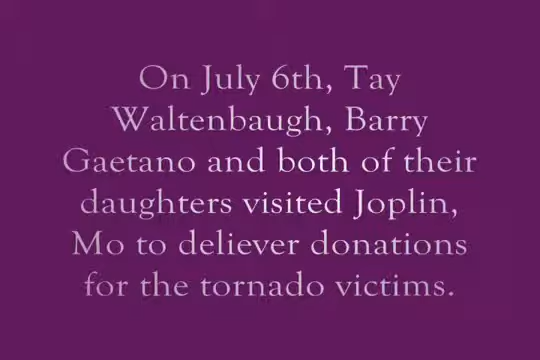 On July 6th, Tay
Waltenbaugh, Barry
Gaetano and both of their
daughters visited Joplin,
Mo to deliever donations
for the tornado victims.